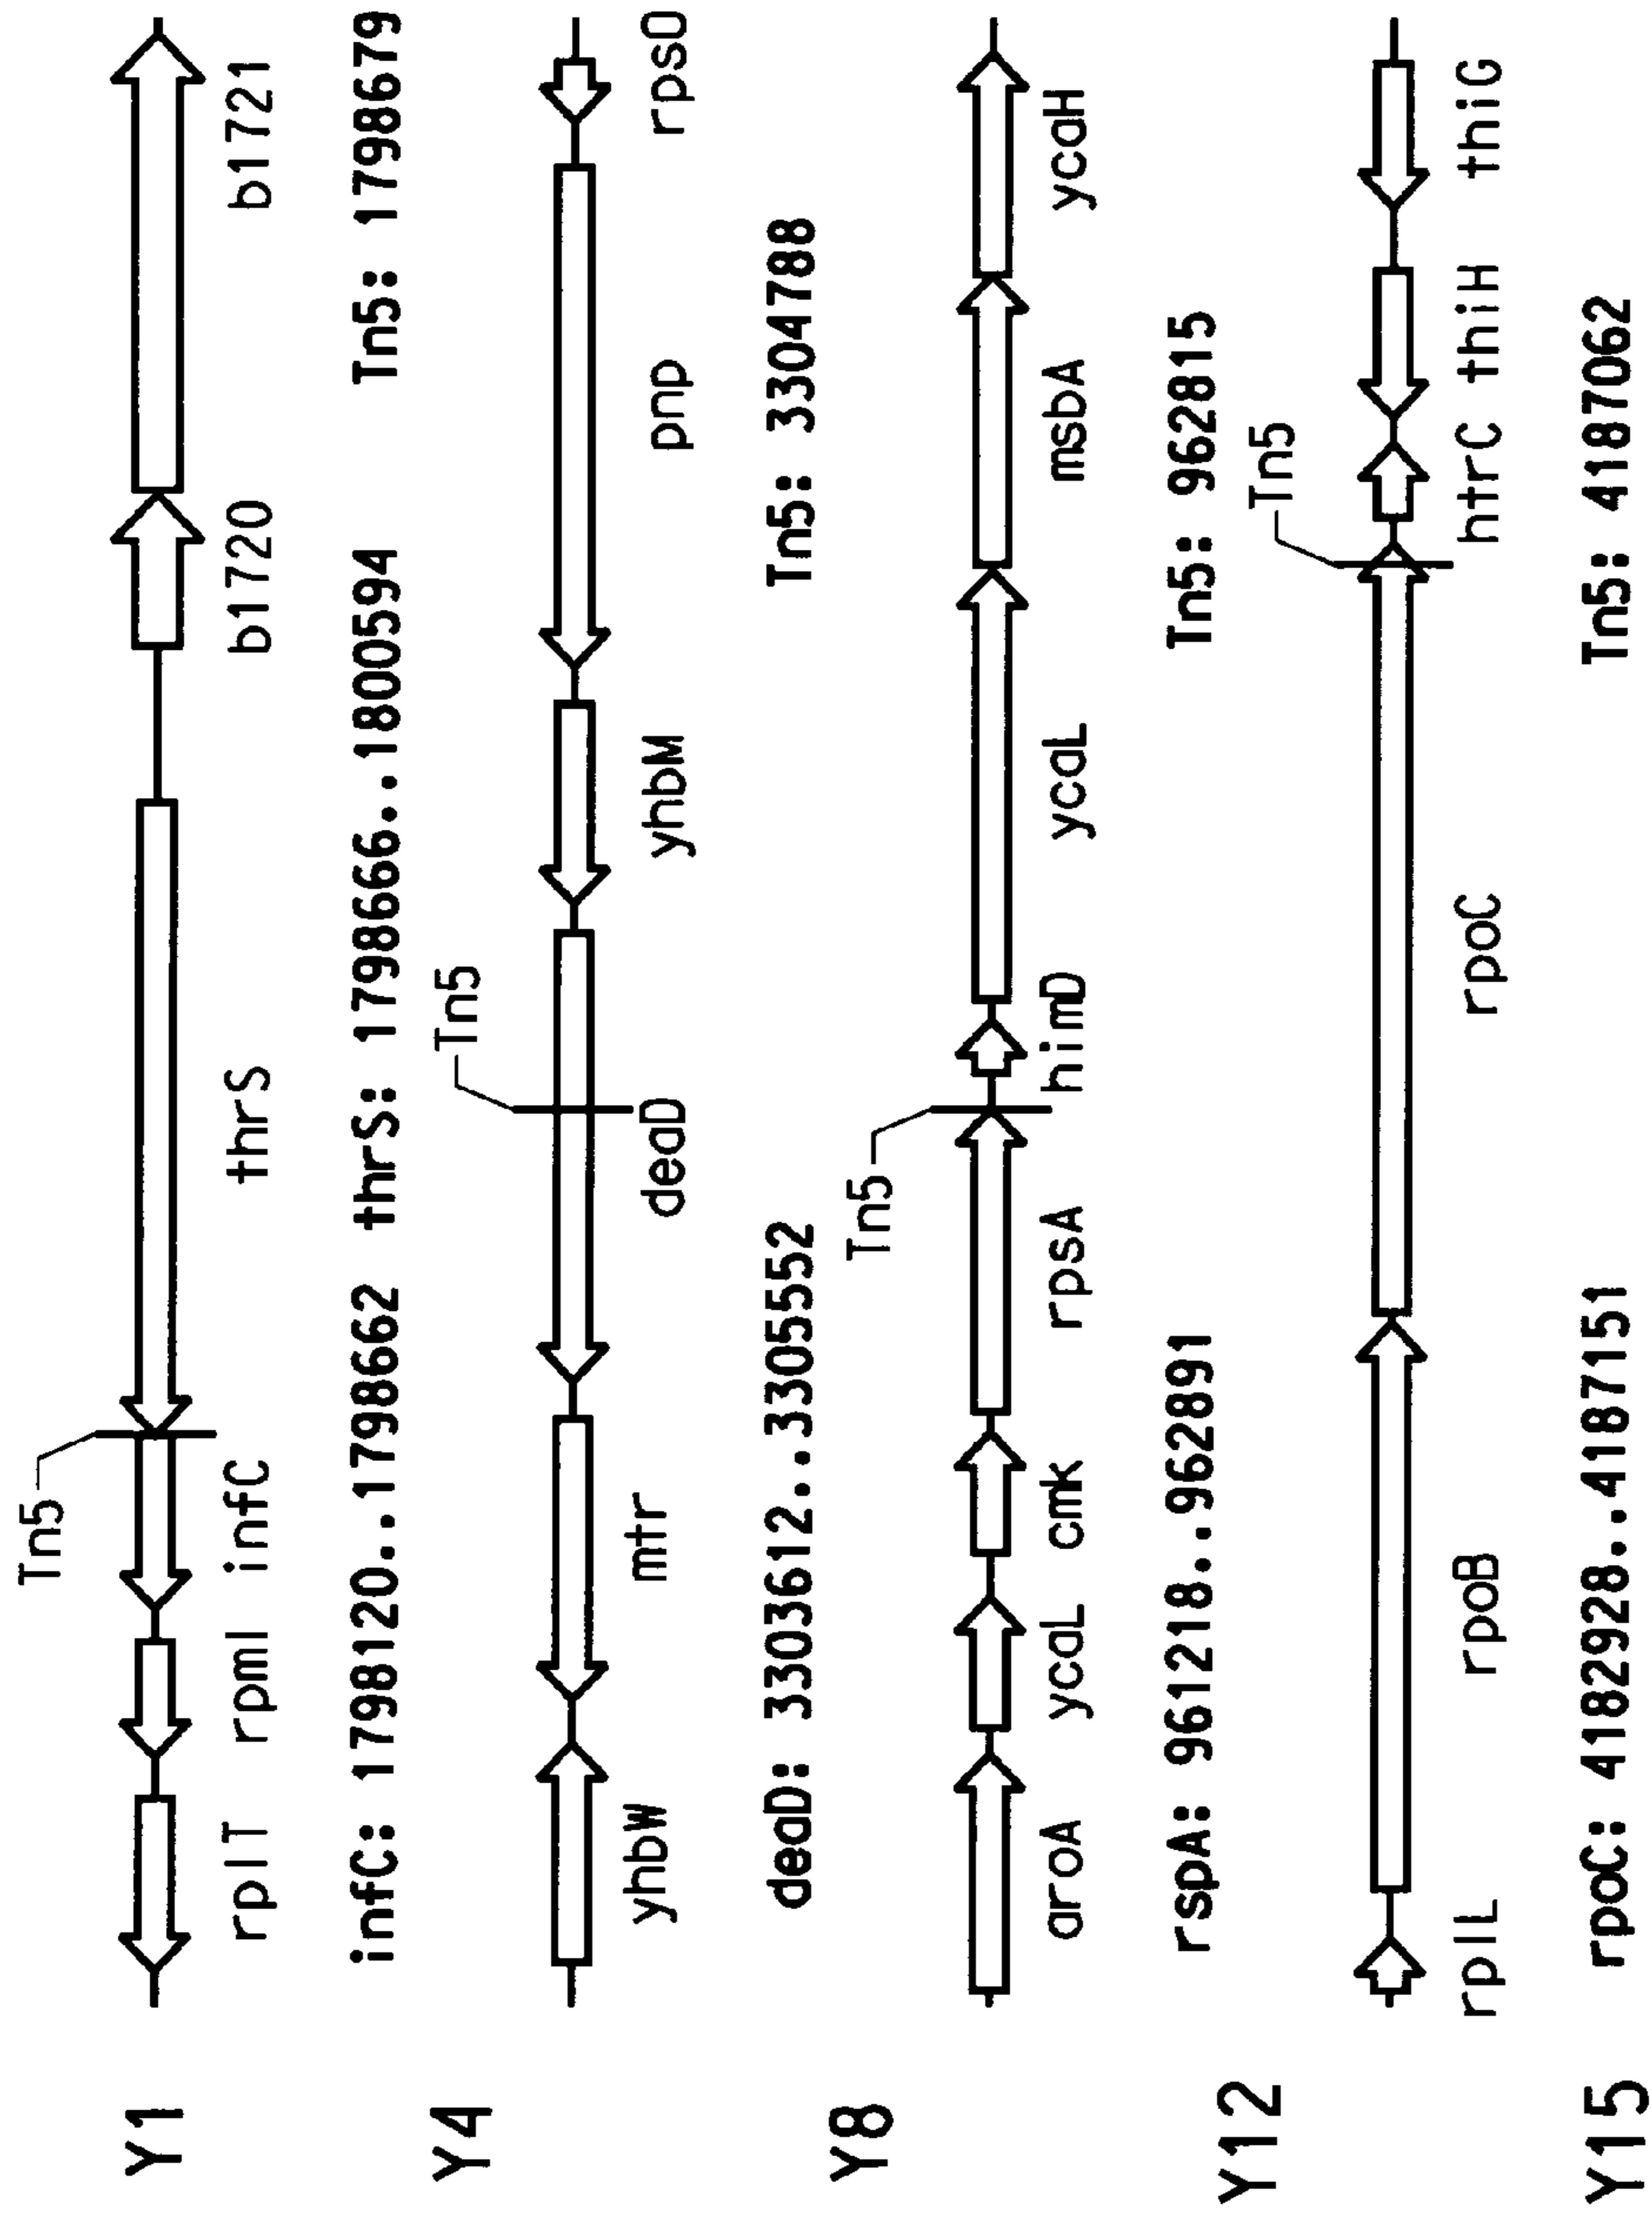 Tn5
Y1
rplT rpmI infC thrS b1720 b1721
infC: 1798120..1798662 thrS: 1798666..1800594 Tn5: 1798679
Tn5
Y4
yhbW mtr deaD yhbM pnp rpsO
deaD: 3303612..3305552 Tn5: 3304788
Tn5
Y8
aroA ycaL cmk rpsA himD ycaL msbA ycaH
rspA: 961218..962891 Tn5: 962815
Tn5
Y12
rplL rpoB rpoC htrC thiH thiG
Y15 rpoC: 4182928..4187151 Tn5: 4187062